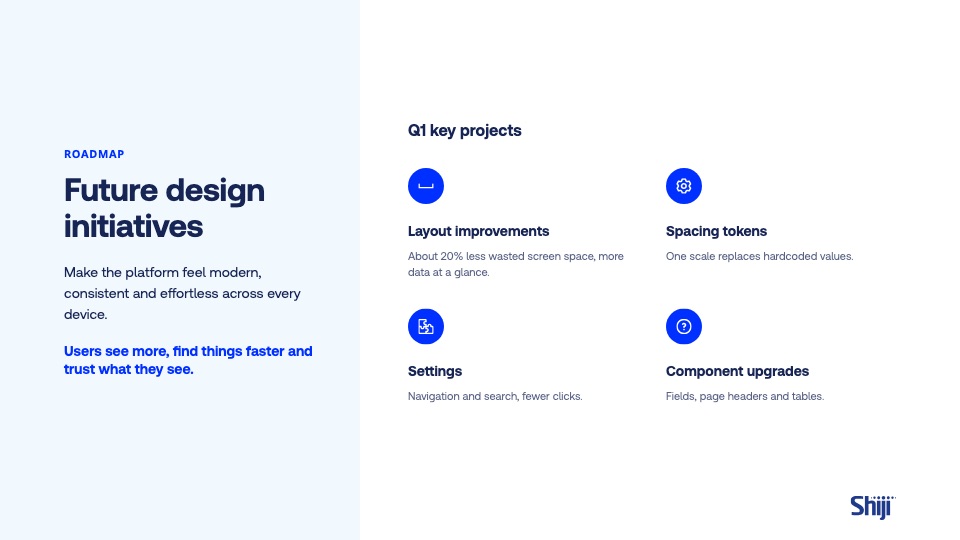 ROADMAP
Future design
initiatives
Make the platform feel modern,
consistent and effortless across every
device.
Users see more, find things faster and
trust what they see.
Q1 key projects
Layout improvements
About 20% less wasted screen space, more
data at a glance.
Spacing tokens
One scale replaces hardcoded values.
Settings
Navigation and search, fewer clicks.
Component upgrades
Fields, page headers and tables.
Shiji